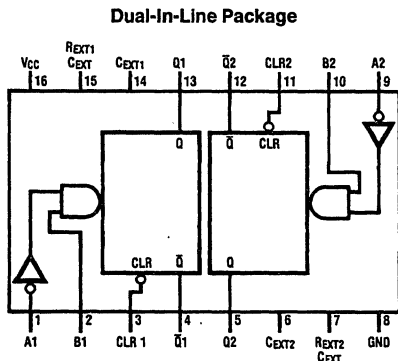 Dual-In-Line Package
VCC REXT1 CEXT CEXT1 Q1 Q̅2 CLR2 B2 A2
16 15 14 13 12 11 10 9
Q Q̅ CLR
CLR Q̅ Q
1 2 3 4 5 6 7 8
A1 B1 CLR 1 Q̅1 Q2 CEXT2 REXT2 CEXT GND